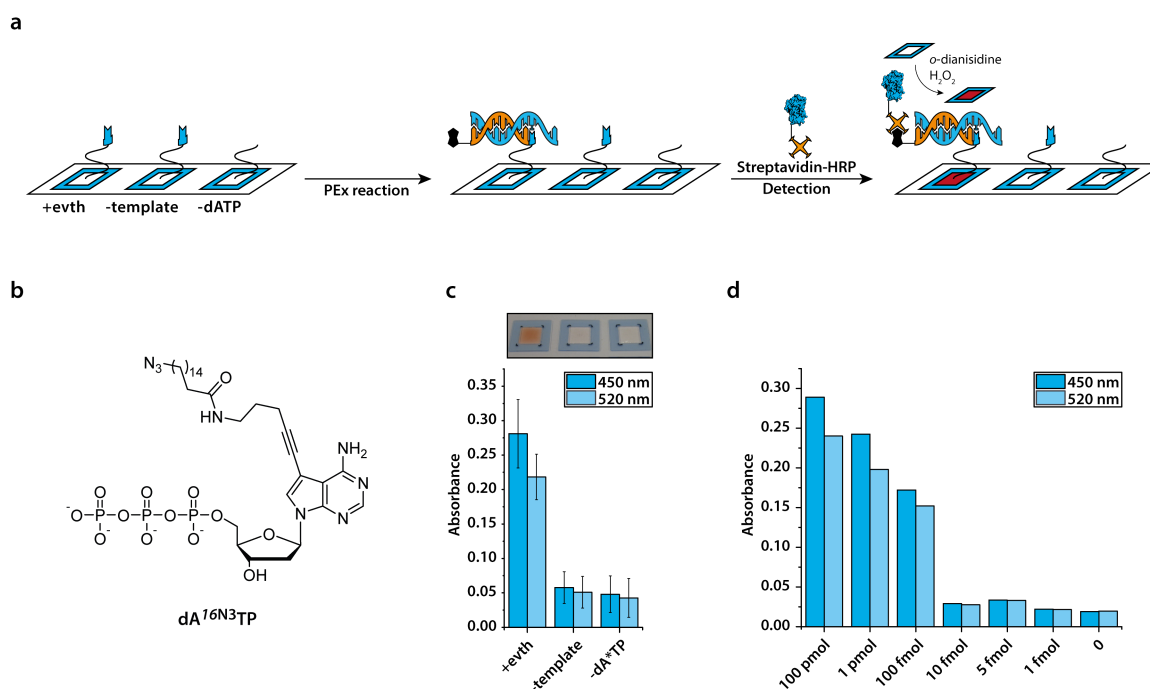 a
o-dianisidine
H2O2
+evth -template -dATP
PEx reaction
Streptavidin-HRP
Detection
b
N3
14
O
HN
NH2
N
N
N
O O O
-O P O P O P O
O- O- O-
O
OH
dA16N3TP
c
450 nm
520 nm
Absorbance
0.35
0.30
0.25
0.20
0.15
0.10
0.05
0.00
+evth
-template
-dA*TP
d
450 nm
520 nm
Absorbance
0.30
0.25
0.20
0.15
0.10
0.05
0.00
100 pmol
1 pmol
100 fmol
10 fmol
5 fmol
1 fmol
0